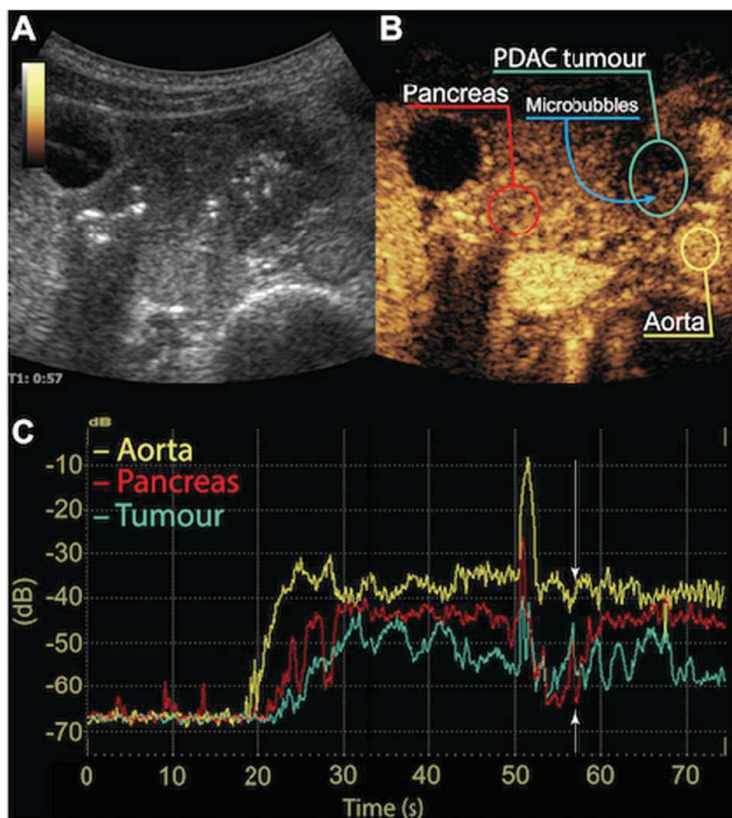 A
B
PDAC tumour
Pancreas
Microbubbles
Aorta
T1: 0:57
C
dB
Aorta
Pancreas
Tumour
-10
-20
-30
-40
-50
-60
-70
(dB)
0 10 20 30 40 50 60 70
Time (s)